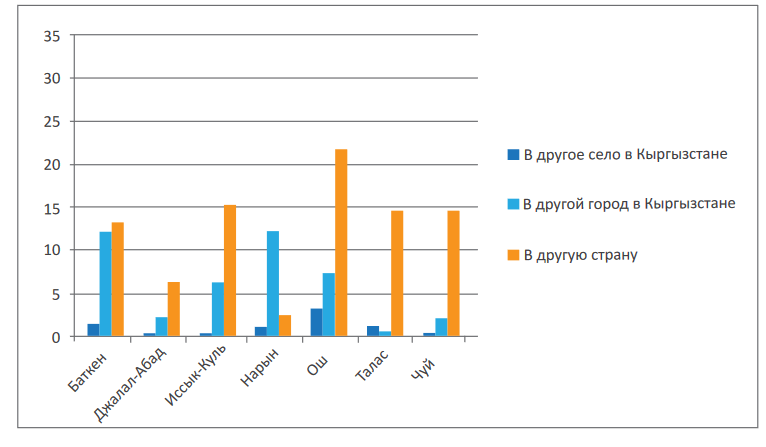 35
30
25
20
15
10
5
0
Баткен
Джалал-Абад
Иссык-Куль
Нарын
Ош
Талас
Чуй
В другое село в Кыргызстане
В другой город в Кыргызстане
В другую страну